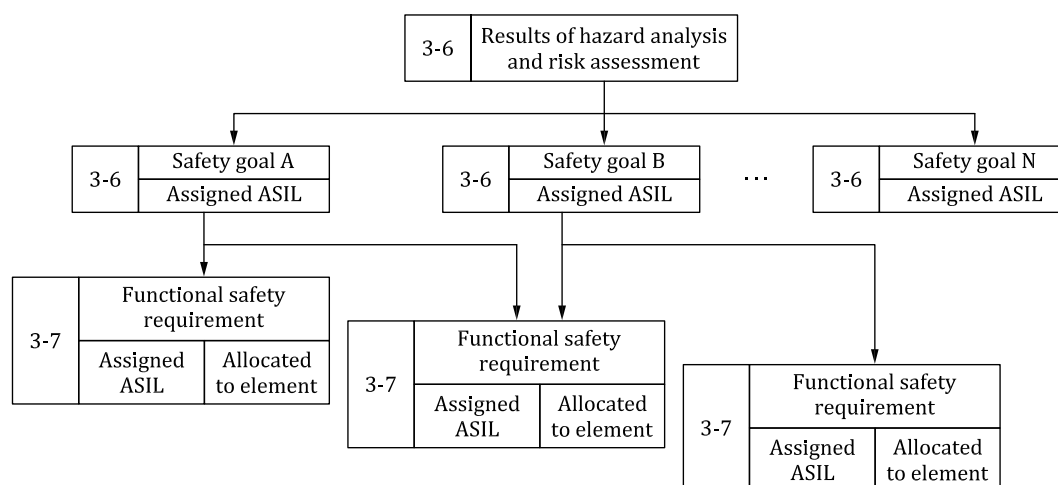 3-6
Results of hazard analysis
and risk assessment
3-6
Safety goal A
Assigned ASIL
3-6
Safety goal B
Assigned ASIL
...
3-6
Safety goal N
Assigned ASIL
3-7
Functional safety
requirement
Assigned
ASIL
Allocated
to element
3-7
Functional safety
requirement
Assigned
ASIL
Allocated
to element
3-7
Functional safety
requirement
Assigned
ASIL
Allocated
to element